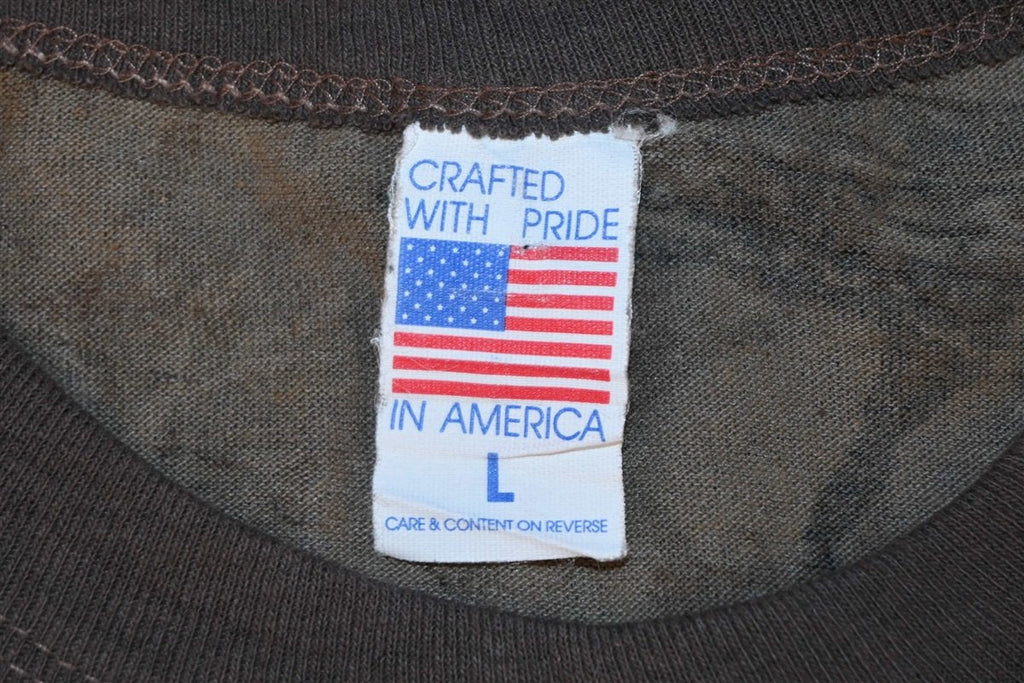 CRAFTED
WITH PRIDE
IN AMERICA
L
CARE & CONTENT ON REVERSE